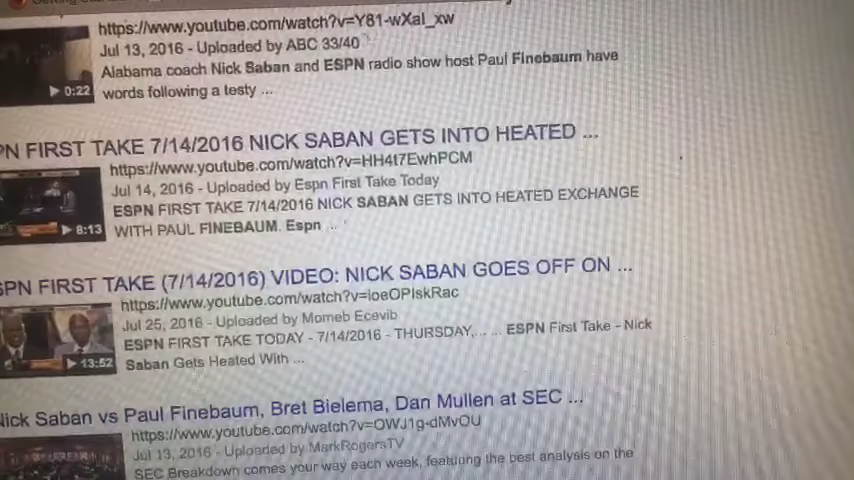 https://www.youtube.com/watch?v=Y81-wXal_xw
Jul 13, 2016 - Uploaded by ABC 33/40
Alabama coach Nick Saban and ESPN radio show host Paul Finebaum have
0:22
words following a testy ...
PN FIRST TAKE 7/14/2016 NICK SABAN GETS INTO HEATED ...
https://www.youtube.com/watch?v=HH4t7EwhPCM
Jul 14, 2016 - Uploaded by Espn First Take Today
ESPN FIRST TAKE 7/14/2016 NICK SABAN GETS INTO HEATED EXCHANGE
8:13
WITH PAUL FINEBAUM. Espn ...
SPN FIRST TAKE (7/14/2016) VIDEO: NICK SABAN GOES OFF ON ...
https://www.youtube.com/watch?v=ioeOPIskRac
Jul 25, 2016 - Uploaded by Momeb Ecevib
ESPN FIRST TAKE TODAY - 7/14/2016 - THURSDAY,... ... ESPN First Take - Nick
13:52
Saban Gets Heated With ...
Nick Saban vs Paul Finebaum, Bret Bielema, Dan Mullen at SEC ...
https://www.youtube.com/watch?v=OWJ1g-dMvOU
Jul 13, 2016 - Uploaded by MarkRogersTV
SEC Breakdown comes your way each week, featuring the best analysis on the